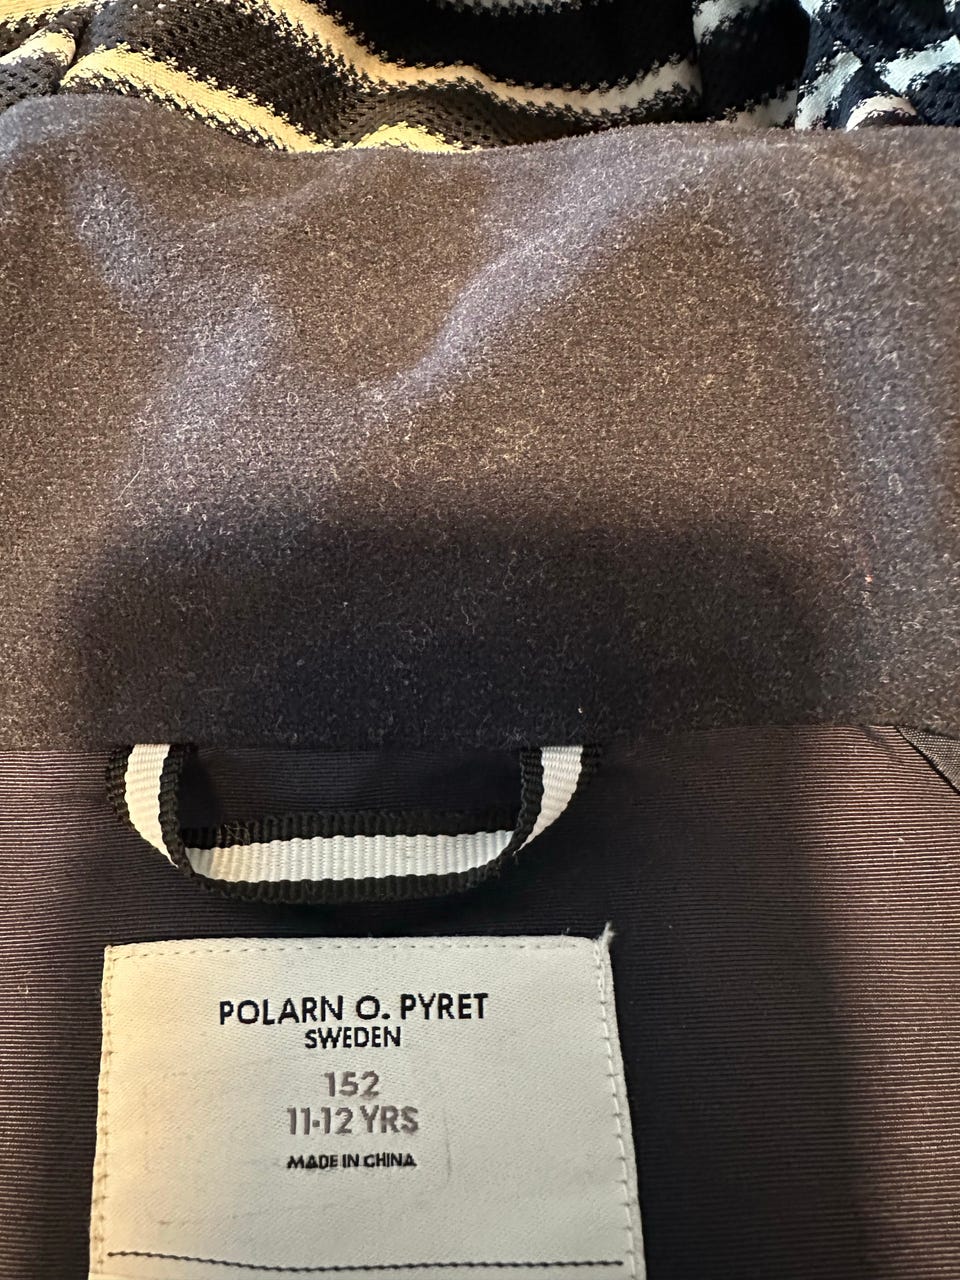 POLARN O. PYRET
SWEDEN
152
11-12 YRS
MADE IN CHINA